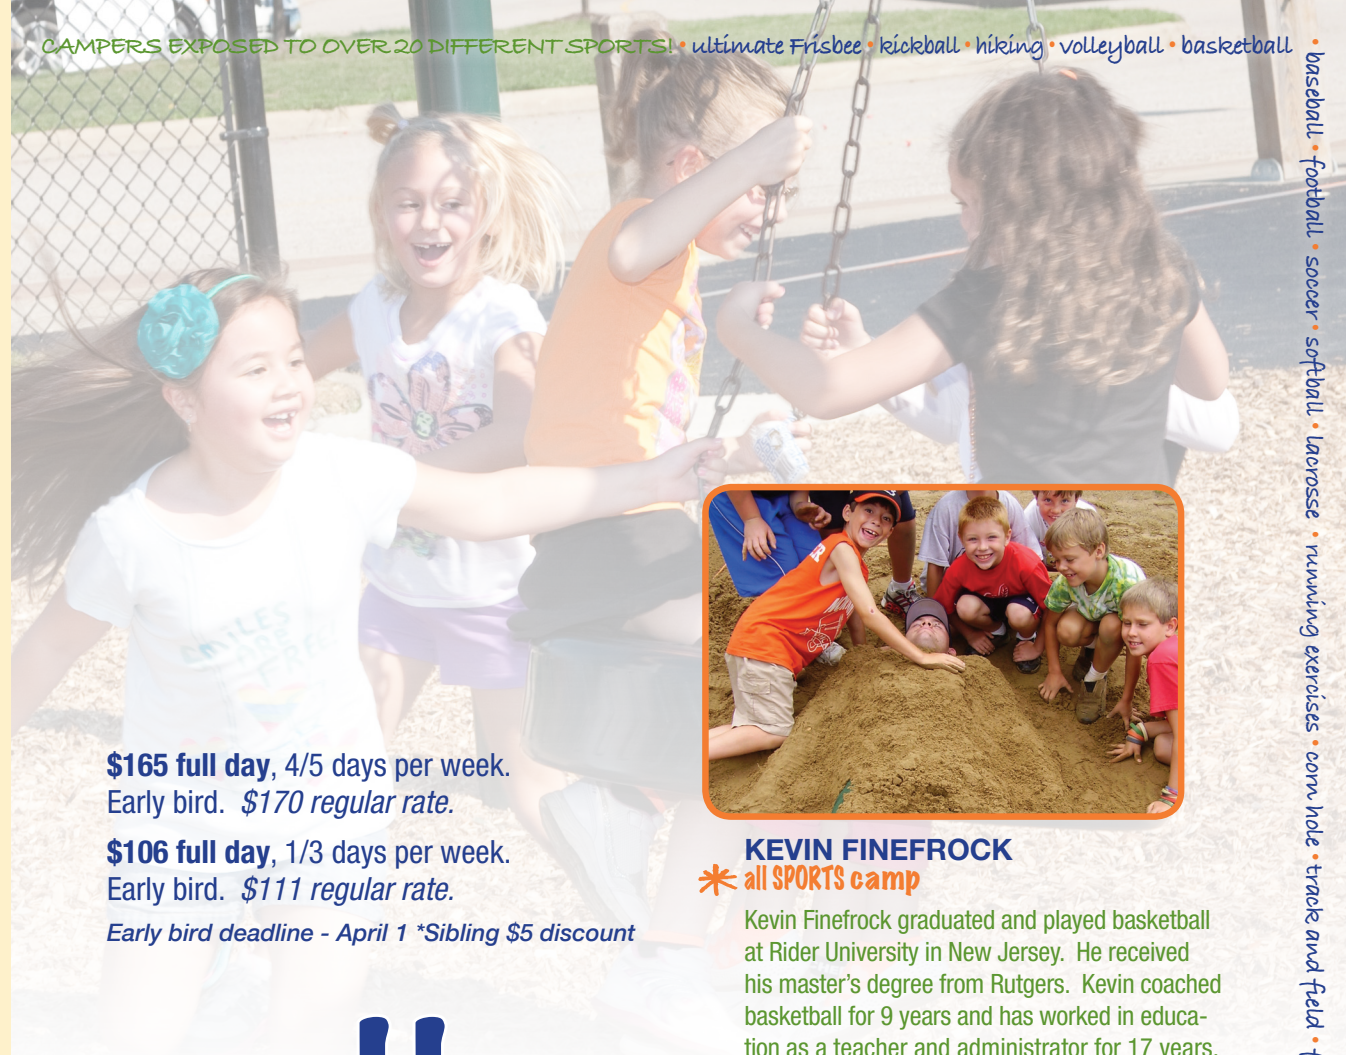 CAMPERS EXPOSED TO OVER 20 DIFFERENT SPORTS! • ultimate Frisbee • kickball • hiking • volleyball • basketball
• baseball • football • soccer • softball • lacrosse • running exercises • corn hole • track and field •
$165 full day, 4/5 days per week.
Early bird. $170 regular rate.
$106 full day, 1/3 days per week.
Early bird. $111 regular rate.
Early bird deadline - April 1 *Sibling $5 discount
KEVIN FINEFROCK
all SPORTS camp
Kevin Finefrock graduated and played basketball
at Rider University in New Jersey. He received
his master's degree from Rutgers. Kevin coached
basketball for 9 years and has worked in educa-
tion as a teacher and administrator for 17 years.